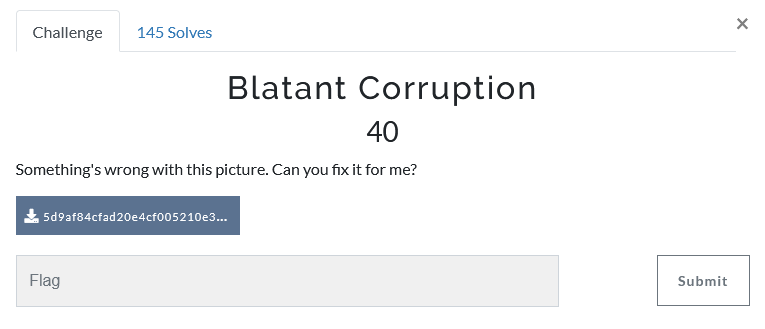 Challenge
145 Solves
×
Blatant Corruption
40
Something's wrong with this picture. Can you fix it for me?
5d9af84cfad20e4cf005210e3...
Flag
Submit